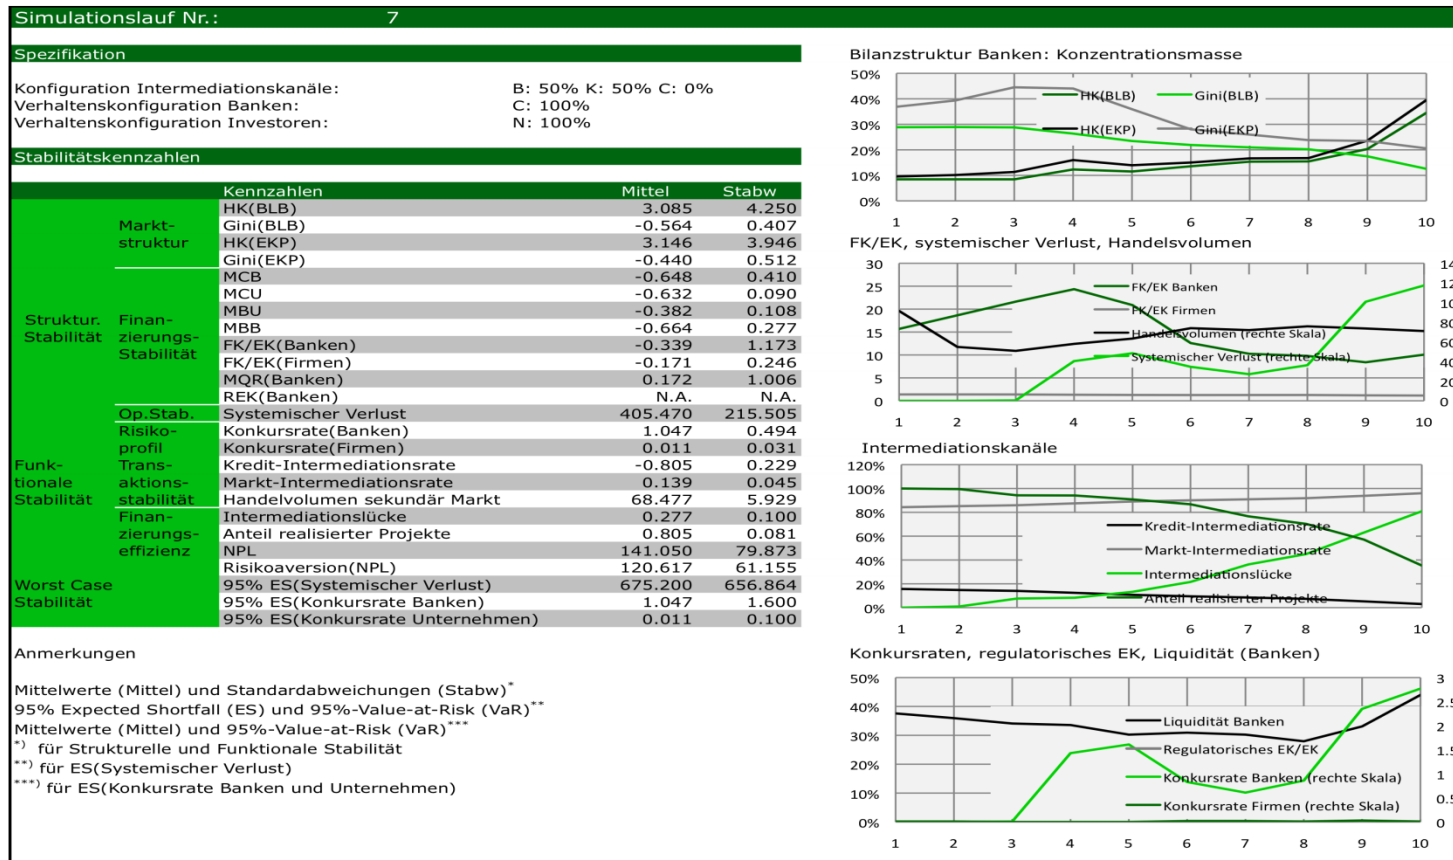 Simulationslauf Nr.: 7
Spezifikation
Konfiguration Intermediationskanäle: B: 50% K: 50% C: 0%
Verhaltenskonfiguration Banken: C: 100%
Verhaltenskonfiguration Investoren: N: 100%
Stabilitätskennzahlen
Kennzahlen Mittel Stabw
Struktur. Stabilität
Markt-struktur
HK(BLB) 3.085 4.250
Gini(BLB) -0.564 0.407
HK(EKP) 3.146 3.946
Gini(EKP) -0.440 0.512
Finan-zierungs-Stabilität
MCB -0.648 0.410
MCU -0.632 0.090
MBU -0.382 0.108
MBB -0.664 0.277
FK/EK(Banken) -0.339 1.173
FK/EK(Firmen) -0.171 0.246
MQR(Banken) 0.172 1.006
REK(Banken) N.A. N.A.
Op.Stab. Systemischer Verlust 405.470 215.505
Risiko-profil
Konkursrate(Banken) 1.047 0.494
Konkursrate(Firmen) 0.011 0.031
Funk-tionale Stabilität
Trans-aktions-stabilität
Kredit-Intermediationsrate -0.805 0.229
Markt-Intermediationsrate 0.139 0.045
Handelvolumen sekundär Markt 68.477 5.929
Finan-zierungs-effizienz
Intermediationslücke 0.277 0.100
Anteil realisierter Projekte 0.805 0.081
NPL 141.050 79.873
Risikoaversion(NPL) 120.617 61.155
Worst Case Stabilität
95% ES(Systemischer Verlust) 675.200 656.864
95% ES(Konkursrate Banken) 1.047 1.600
95% ES(Konkursrate Unternehmen) 0.011 0.100
Anmerkungen
Mittelwerte (Mittel) und Standardabweichungen (Stabw)*
95% Expected Shortfall (ES) und 95%-Value-at-Risk (VaR)**
Mittelwerte (Mittel) und 95%-Value-at-Risk (VaR)***
*) für Strukturelle und Funktionale Stabilität
**) für ES(Systemischer Verlust)
***) für ES(Konkursrate Banken und Unternehmen)
Bilanzstruktur Banken: Konzentrationsmasse
50%
40%
30%
20%
10%
0%
HK(BLB) Gini(BLB)
HK(EKP) Gini(EKP)
1 2 3 4 5 6 7 8 9 10
FK/EK, systemischer Verlust, Handelsvolumen
30
25
20
15
10
5
0
FK/EK Banken
FK/EK Firmen
Handelsvolumen (rechte Skala)
Systemischer Verlust (rechte Skala)
14
12
10
80
60
40
20
0
1 2 3 4 5 6 7 8 9 10
Intermediationskanäle
120%
100%
80%
60%
40%
20%
0%
Kredit-Intermediationsrate
Markt-Intermediationsrate
Intermediationslücke
Anteil realisierter Projekte
1 2 3 4 5 6 7 8 9 10
Konkursraten, regulatorisches EK, Liquidität (Banken)
50%
40%
30%
20%
10%
0%
Liquidität Banken
Regulatorisches EK/EK
Konkursrate Banken (rechte Skala)
Konkursrate Firmen (rechte Skala)
3
2.5
2
1.5
1
0.5
0
1 2 3 4 5 6 7 8 9 10